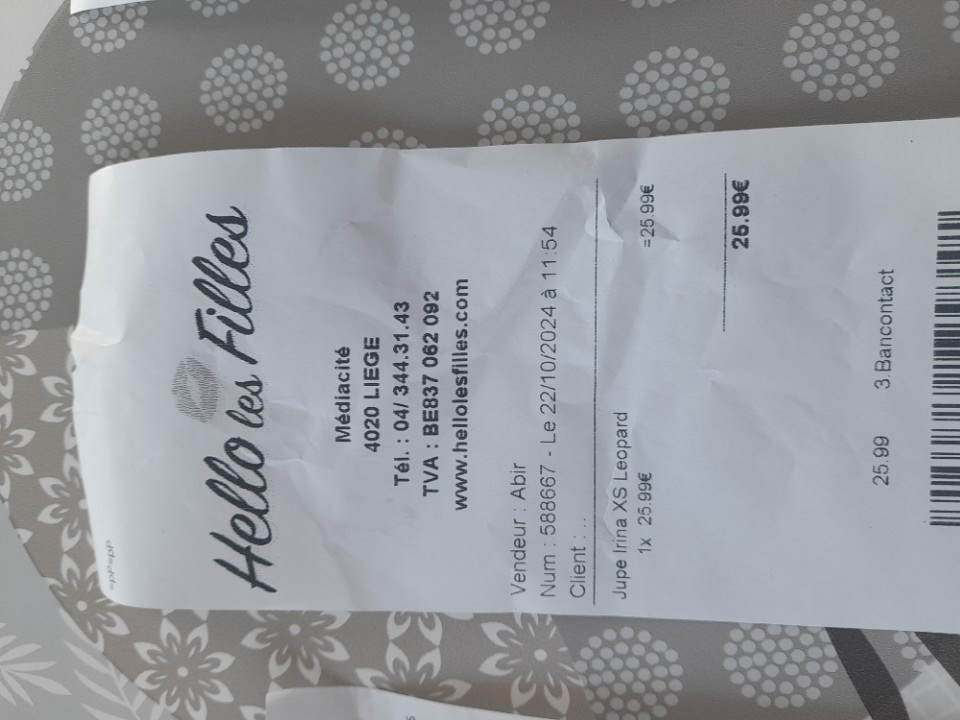 Hello les Filles
Médiacité
4020 LIEGE
Tél. : 04/ 344.31.43
TVA : BE837 062 092
www.hellolesfilles.com
Vendeur : Abir
Num : 588667 - Le 22/10/2024 à 11:54
Client : ..
Jupe Irina XS Leopard
1x 25.99€ =25.99€
25.99€
25.99 3.Bancontact